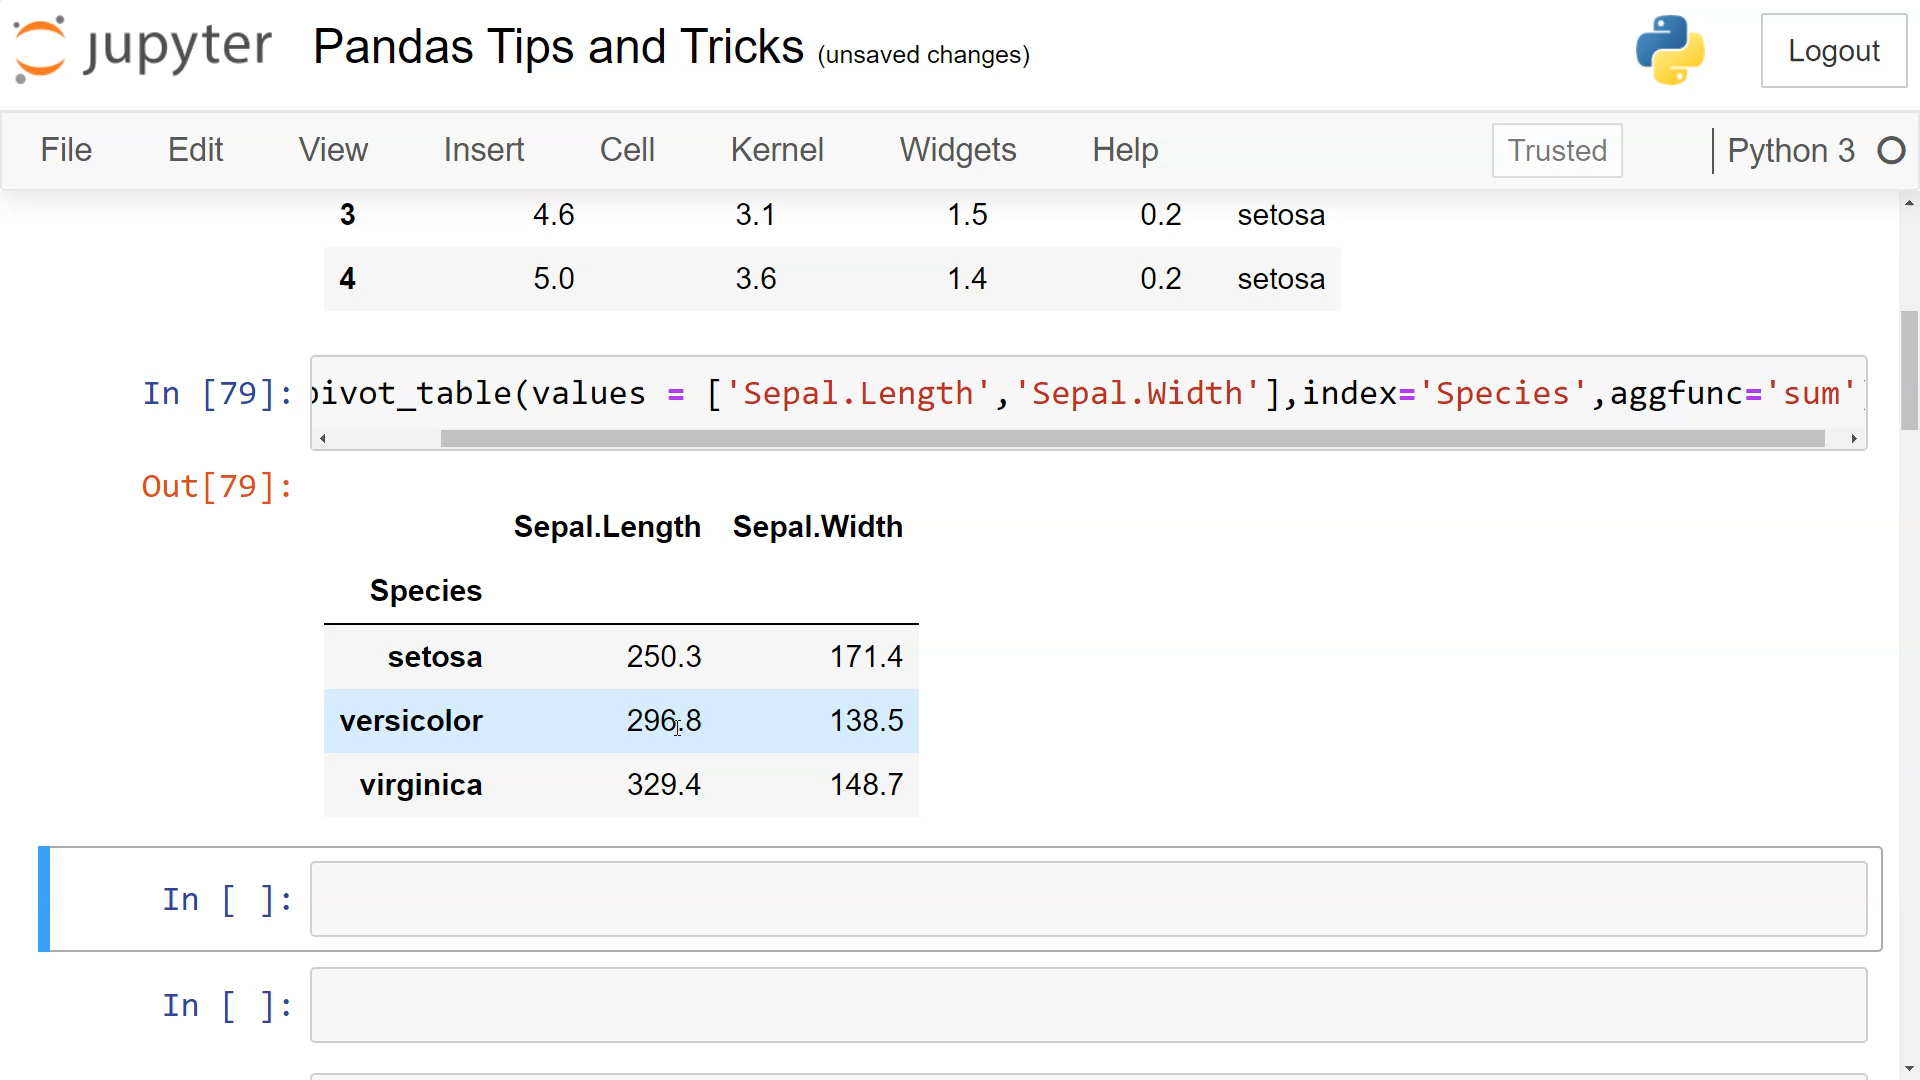 jupyter Pandas Tips and Tricks (unsaved changes) Logout
File Edit View Insert Cell Kernel Widgets Help Trusted Python 3
3 4.6 3.1 1.5 0.2 setosa
4 5.0 3.6 1.4 0.2 setosa
In [79]: pivot_table(values = ['Sepal.Length','Sepal.Width'],index='Species',aggfunc='sum'
Out[79]:
Sepal.Length Sepal.Width
Species
setosa 250.3 171.4
versicolor 296.8 138.5
virginica 329.4 148.7
In [ ]:
In [ ]: